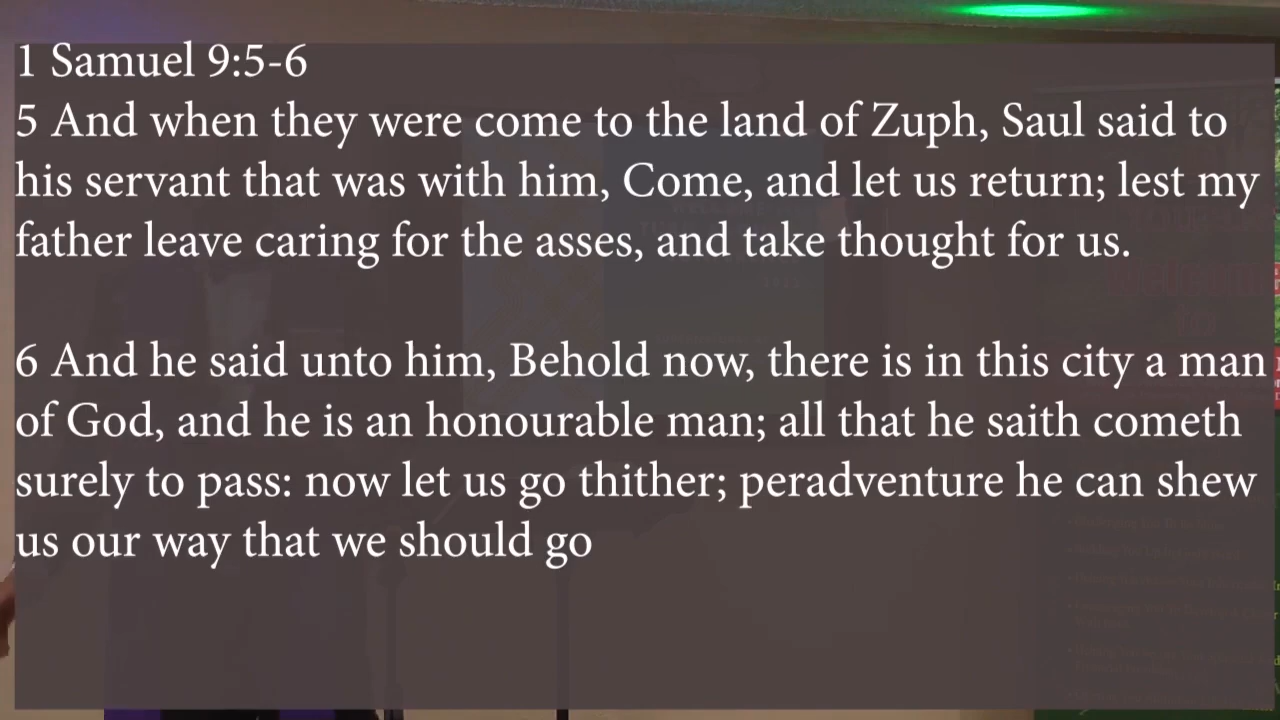 1 Samuel 9:5-6
5 And when they were come to the land of Zuph, Saul said to
his servant that was with him, Come, and let us return; lest my
father leave caring for the asses, and take thought for us.
6 And he said unto him, Behold now, there is in this city a man
of God, and he is an honourable man; all that he saith cometh
surely to pass: now let us go thither; peradventure he can shew
us our way that we should go